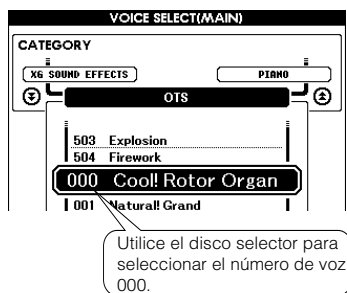 VOICE SELECT(MAIN)
CATEGORY
XG SOUND EFFECTS
PIANO
OTS
503 Explosion
504 Firework
000 Cool! Rotor Organ
001 Natural! Grand
Utilice el disco selector para
seleccionar el número de voz
000.